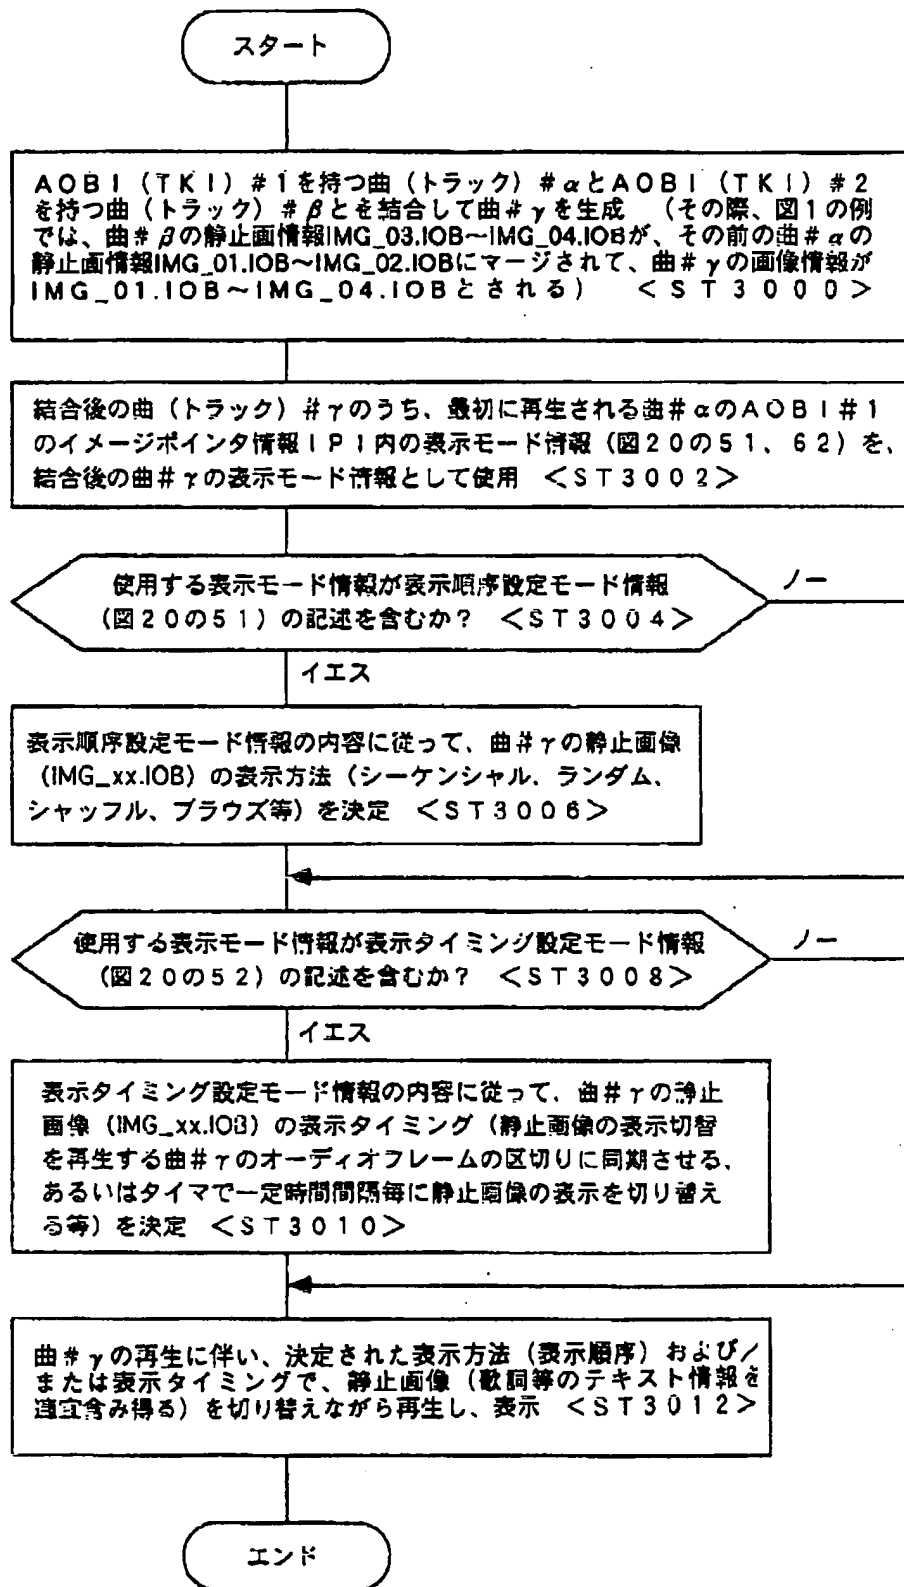 スタート
AOBI(TKI)#1を持つ曲(トラック)#αとAOBI(TKI)#2
を持つ曲(トラック)#βとを結合して曲#γを生成 (その際、図1の例
では、曲#βの静止画情報IMG_03.IOB~IMG_04.IOBが、その前の曲#αの
静止画情報IMG_01.IOB~IMG_02.IOBにマージされて、曲#γの画像情報が
IMG_01.IOB~IMG_04.IOBとされる) <ST3000>
結合後の曲(トラック)#γのうち、最初に再生される曲#αのAOBI#1
のイメージポインタ情報IPI内の表示モード情報(図20の51、62)を、
結合後の曲#γの表示モード情報として使用 <ST3002>
使用する表示モード情報が表示順序設定モード情報
(図20の51)の記述を含むか? <ST3004>
ノー
イエス
表示順序設定モード情報の内容に従って、曲#γの静止画像
(IMG_xx.IOB)の表示方法(シーケンシャル、ランダム、
シャッフル、ブラウズ等)を決定 <ST3006>
使用する表示モード情報が表示タイミング設定モード情報
(図20の52)の記述を含むか? <ST3008>
ノー
イエス
表示タイミング設定モード情報の内容に従って、曲#γの静止
画像(IMG_xx.IOB)の表示タイミング(静止画像の表示切替
を再生する曲#γのオーディオフレームの区切りに同期させる、
あるいはタイマで一定時間間隔毎に静止画像の表示を切り替え
る等)を決定 <ST3010>
曲#γの再生に伴い、決定された表示方法(表示順序)および/
または表示タイミングで、静止画像(歌詞等のテキスト情報を
適宜含み得る)を切り替えながら再生し、表示 <ST3012>
エンド